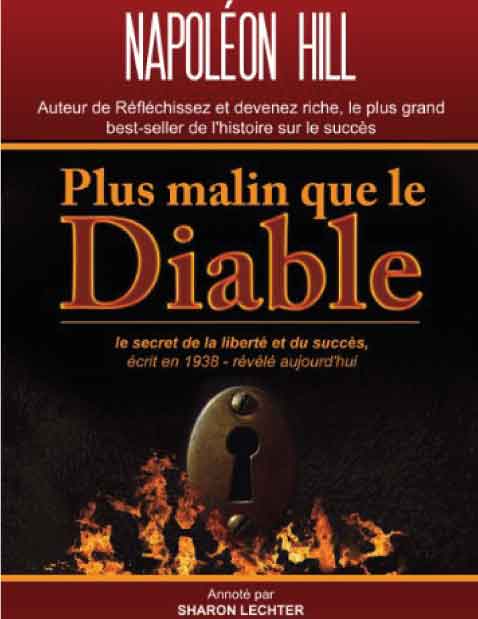 NAPOLÉON HILL
Auteur de Réfléchissez et devenez riche, le plus grand
best-seller de l'histoire sur le succès
Plus malin que le
Diable
le secret de la liberté et du succès,
écrit en 1938 - révélé aujourd'hui
Annoté par
SHARON LECHTER